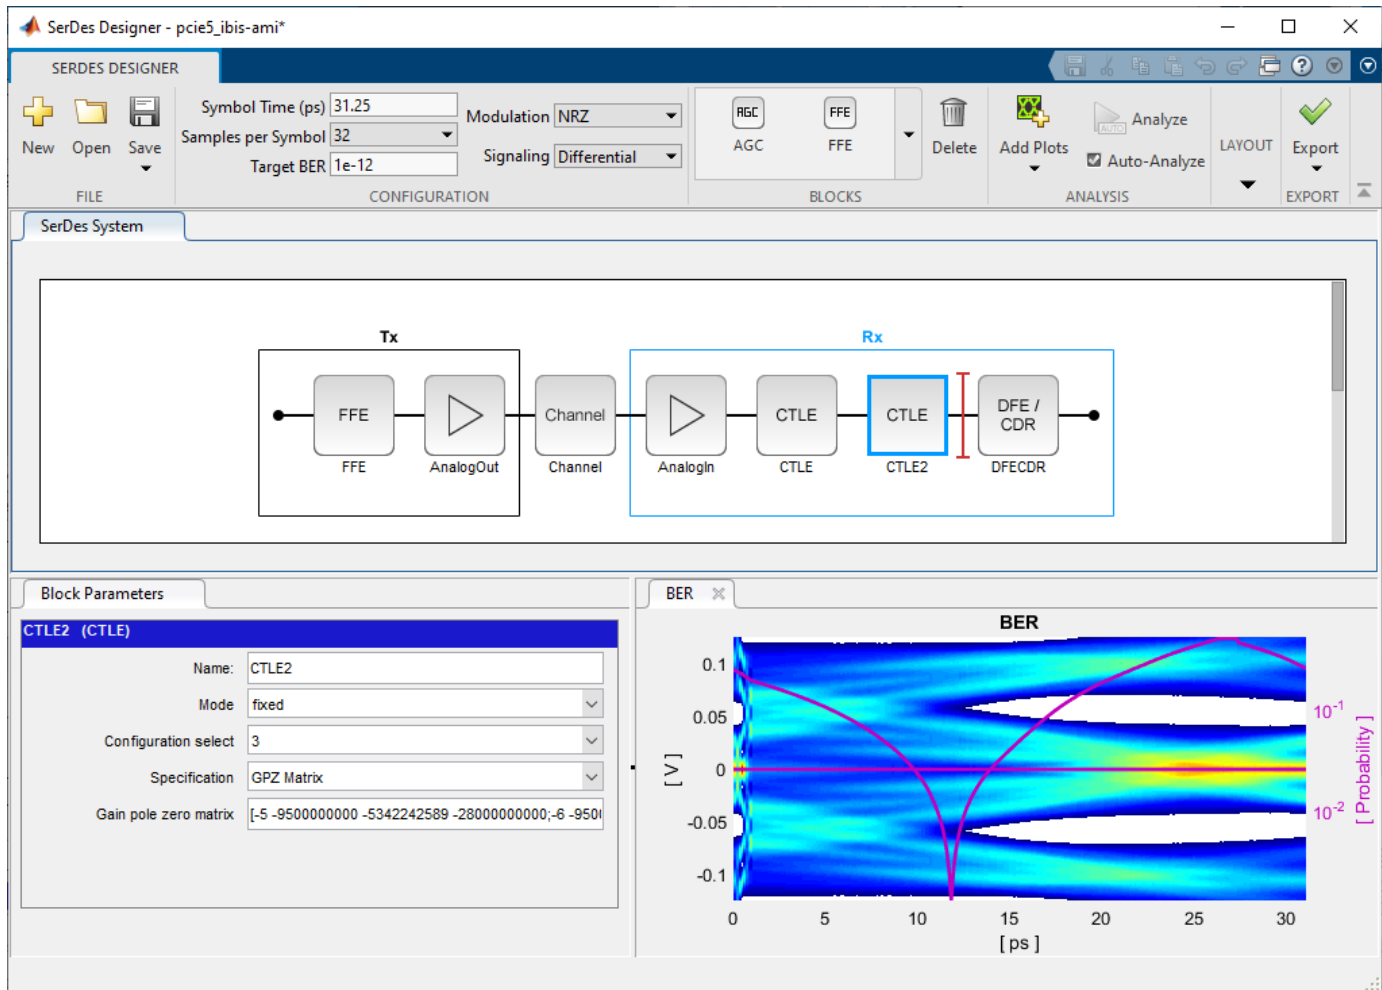 SerDes Designer - pcie5_ibis-ami*
SERDES DESIGNER
New
Open
Save
FILE
Symbol Time (ps) 31.25
Samples per Symbol 32
Target BER 1e-12
Modulation NRZ
Signaling Differential
CONFIGURATION
AGC
AGC
FFE
FFE
BLOCKS
Delete
Add Plots
AUTO
Analyze
Auto-Analyze
ANALYSIS
LAYOUT
Export
EXPORT
SerDes System
Tx
Rx
FFE
FFE
AnalogOut
Channel
Channel
AnalogIn
CTLE
CTLE
CTLE
CTLE2
DFE /
CDR
DFECDR
Block Parameters
CTLE2 (CTLE)
Name: CTLE2
Mode fixed
Configuration select 3
Specification GPZ Matrix
Gain pole zero matrix [-5 -9500000000 -5342242589 -28000000000;-6 -950
BER
BER
0.1
0.05
0
-0.05
-0.1
[ V ]
0 5 10 15 20 25 30
[ ps ]
10-1
10-2
[ Probability ]